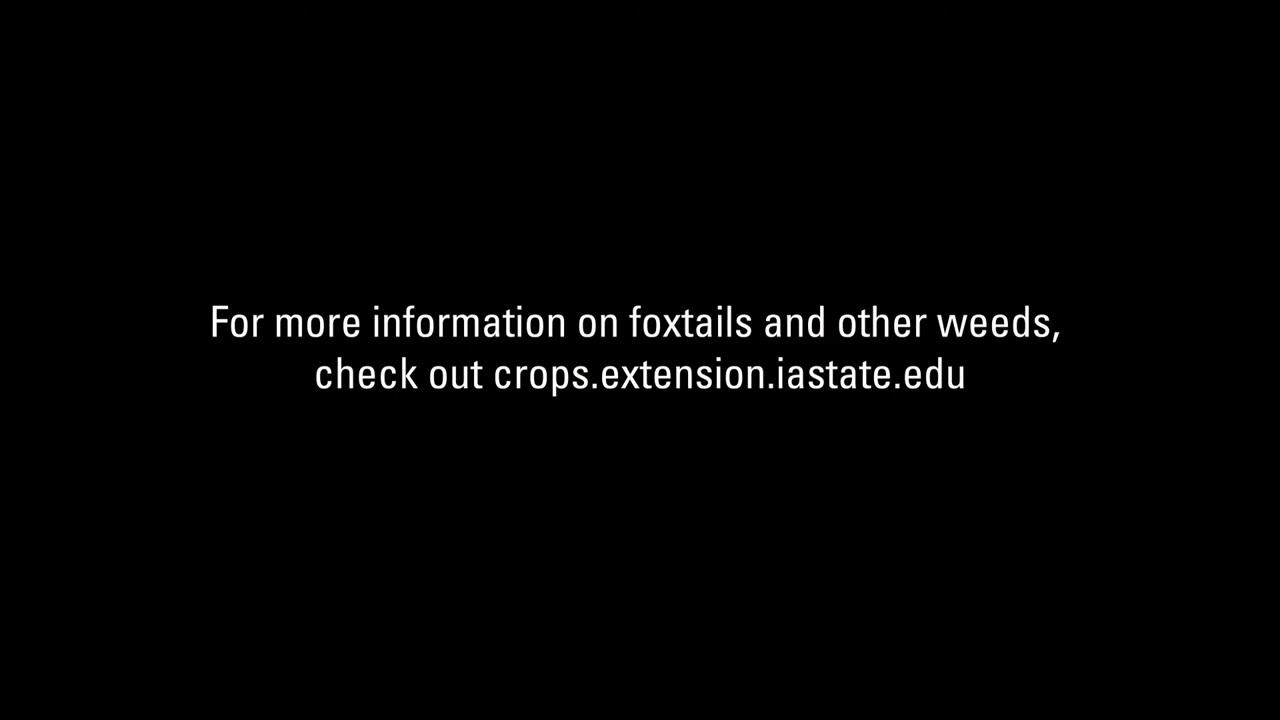 For more information on foxtails and other weeds,
check out crops.extension.iastate.edu